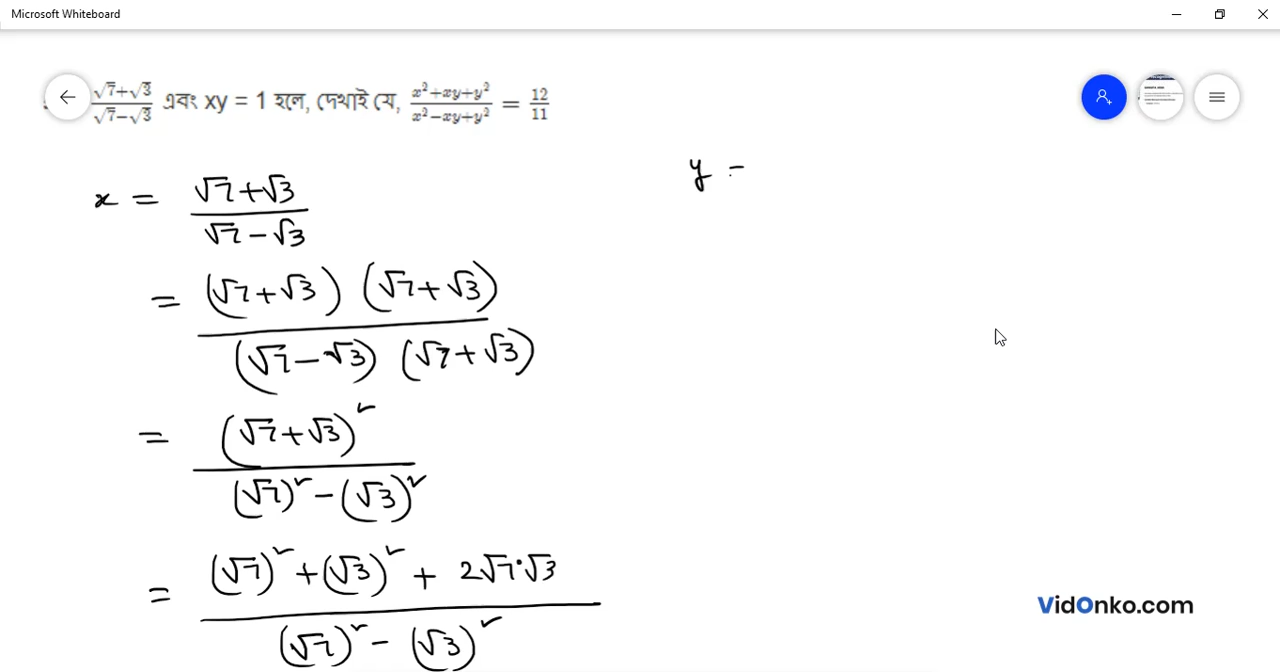 Microsoft Whiteboard
√7+√3/√7−√3 এবং xy = 1 হলে, দেখাই যে, x²+xy+y²/x²−xy+y² = 12/11
x = √7+√3/√7−√3
= (√7+√3) (√7+√3)/(√7−√3) (√7+√3)
= (√7+√3)²/(√7)²−(√3)²
= (√7)²+(√3)²+ 2√7·√3/(√7)²−(√3)²
y =
VidOnko.com